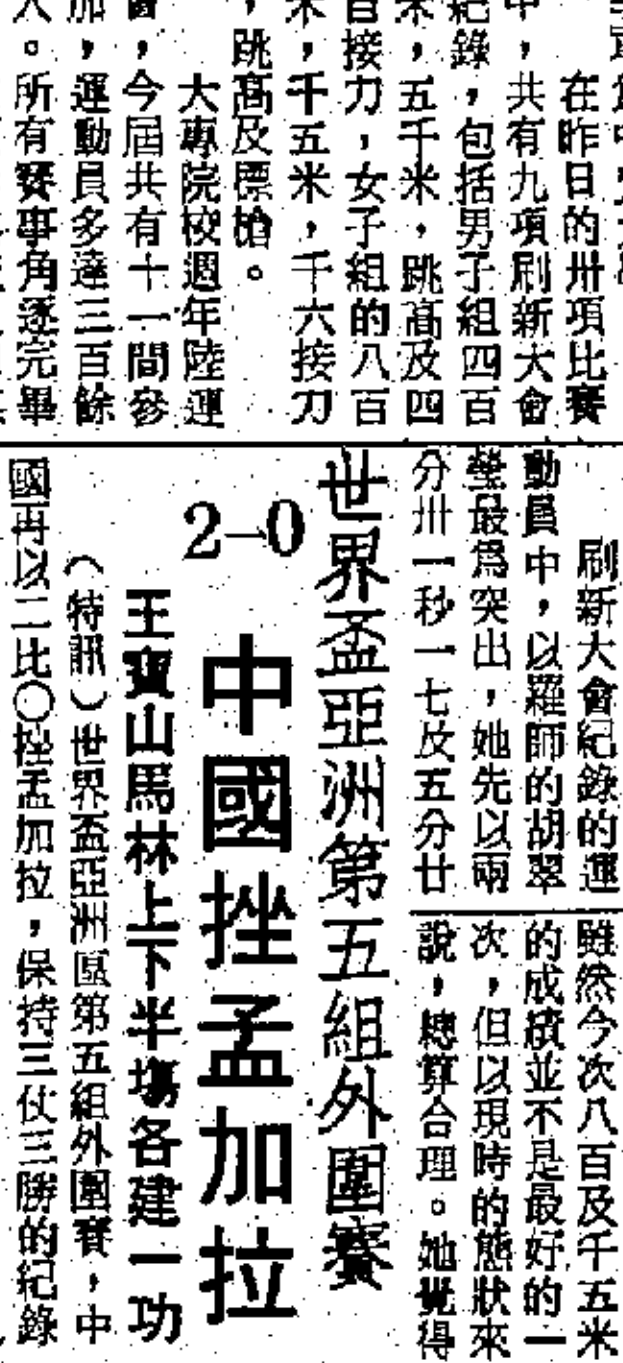 在昨日的卅項比賽
中，共有九項刷新大會
紀錄，包括男子組四百
米，五千米，跳高及四
百接力，女子組的八百
米，千五米，千六接刀
，跳高及標槍。
大專院校週年陸運
會，今屆共有十一間參
加，運動員多達三百餘
人。所有賽事角逐完畢
刷新大會紀錄的運
動員中，以羅師的胡翠
瑩最爲突出，她先以兩
分卅一秒一七及五分廿
雖然今次八百及千五米
的成績並不是最好的一
次，但以現時的態狀來
說，總算合理。她覺得
世界盃亞洲第五組外圍賽
2—0
中國挫孟加拉
王寶山馬林上下半場各建一功
（特訊）世界盃亞洲區第五組外圍賽，中
國再以二比〇挫孟加拉，保持三仗三勝的紀錄